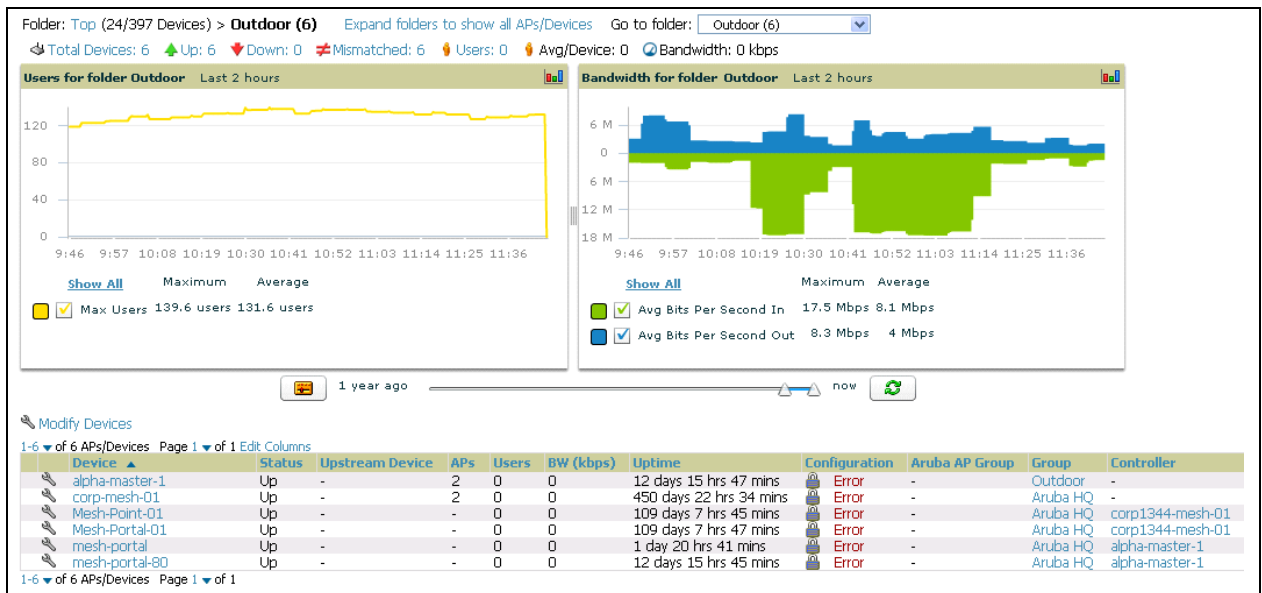 Folder: Top (24/397 Devices) > Outdoor (6) Expand folders to show all APs/Devices Go to folder: Outdoor (6)
Total Devices: 6 Up: 6 Down: 0 Mismatched: 6 Users: 0 Avg/Device: 0 Bandwidth: 0 kbps
Users for folder Outdoor Last 2 hours
120
80
40
0
9:46 9:57 10:08 10:19 10:30 10:41 10:52 11:03 11:14 11:25 11:36
Show All Maximum Average
Max Users 139.6 users 131.6 users
Bandwidth for folder Outdoor Last 2 hours
6 M
0
6 M
12 M
18 M
9:46 9:57 10:08 10:19 10:30 10:41 10:52 11:03 11:14 11:25 11:36
Show All Maximum Average
Avg Bits Per Second In 17.5 Mbps 8.1 Mbps
Avg Bits Per Second Out 8.3 Mbps 4 Mbps
1 year ago now
Modify Devices
1-6 of 6 APs/Devices Page 1 of 1 Edit Columns
Device Status Upstream Device APs Users BW (kbps) Uptime Configuration Aruba AP Group Group Controller
alpha-master-1 Up - 2 0 0 12 days 15 hrs 47 mins Error - Outdoor -
corp-mesh-01 Up - 2 0 0 450 days 22 hrs 34 mins Error - Aruba HQ -
Mesh-Point-01 Up - - 0 0 109 days 7 hrs 45 mins Error - Aruba HQ corp1344-mesh-01
Mesh-Portal-01 Up - - 0 0 109 days 7 hrs 47 mins Error - Aruba HQ corp1344-mesh-01
mesh-portal Up - - 0 0 1 day 20 hrs 41 mins Error - Aruba HQ alpha-master-1
mesh-portal-80 Up - - 0 0 12 days 15 hrs 45 mins Error - Aruba HQ alpha-master-1
1-6 of 6 APs/Devices Page 1 of 1